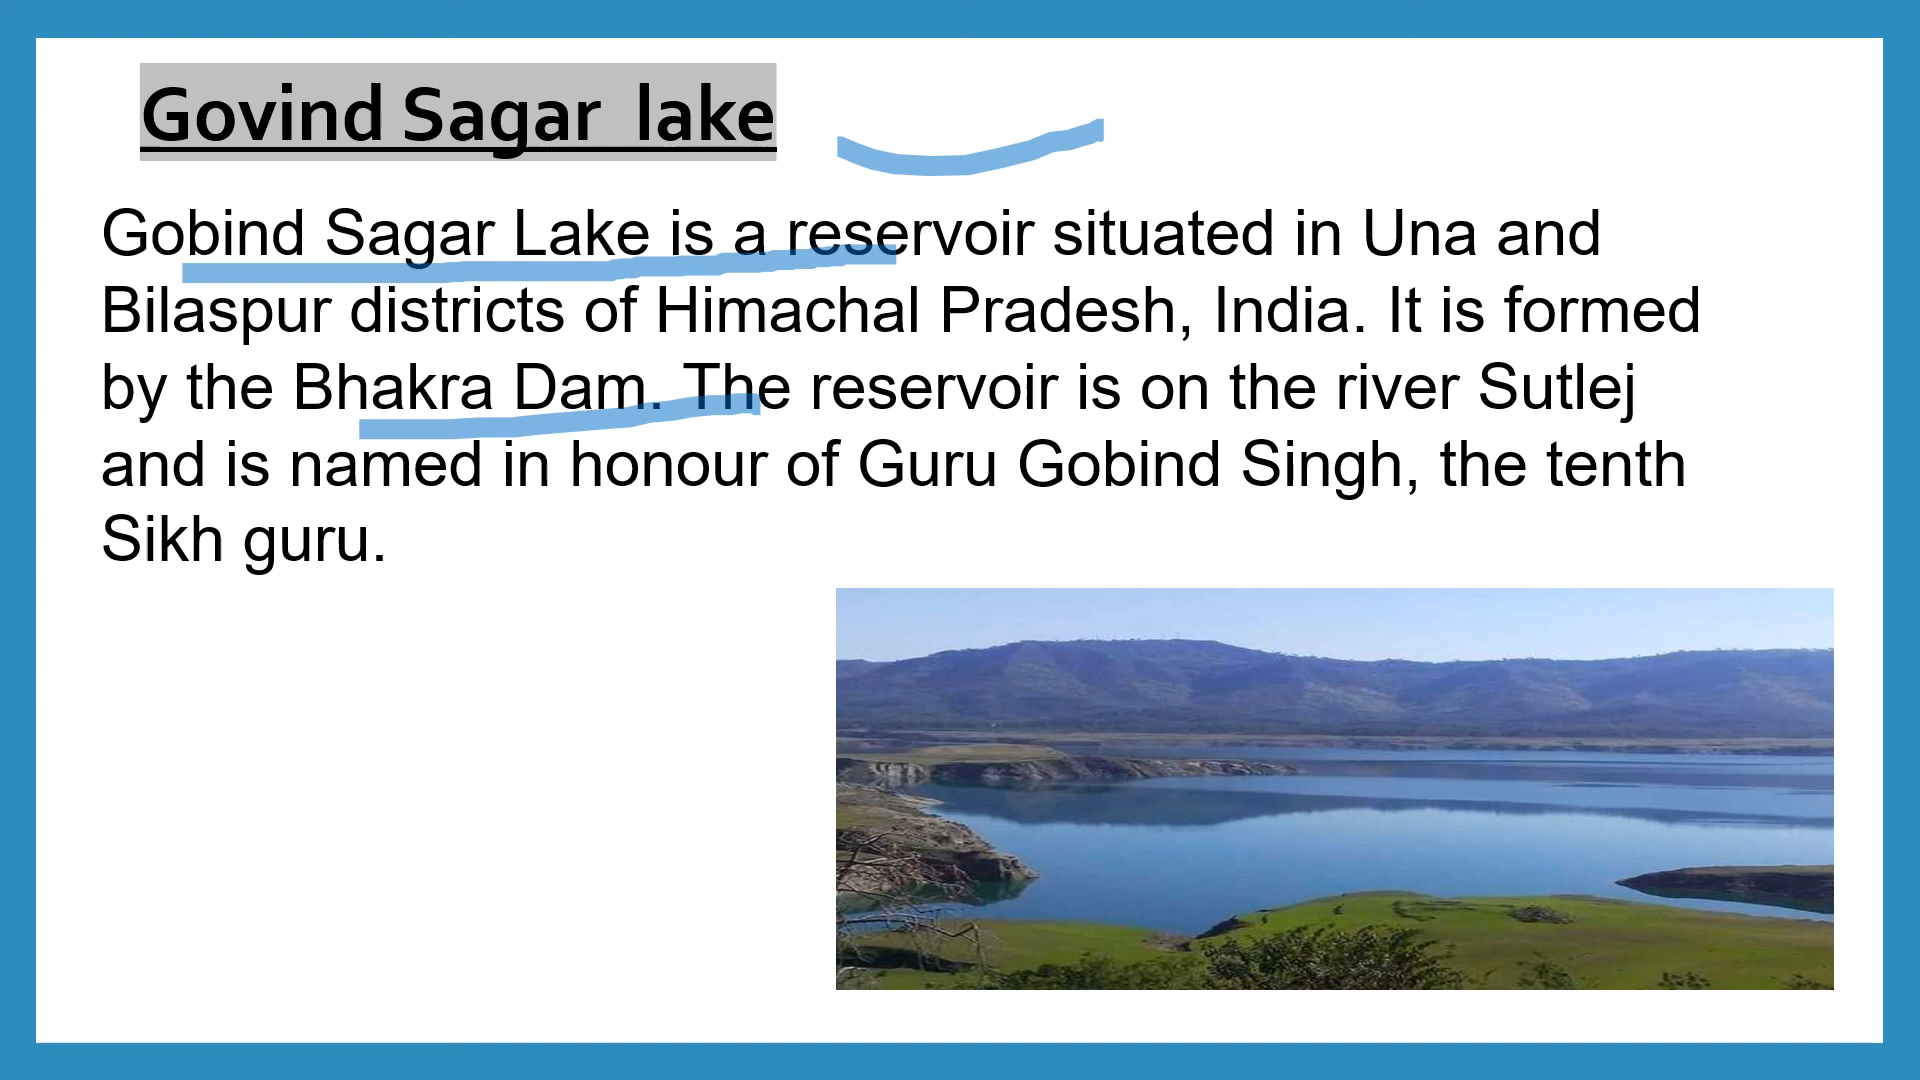 Govind Sagar lake
Gobind Sagar Lake is a reservoir situated in Una and
Bilaspur districts of Himachal Pradesh, India. It is formed
by the Bhakra Dam. The reservoir is on the river Sutlej
and is named in honour of Guru Gobind Singh, the tenth
Sikh guru.